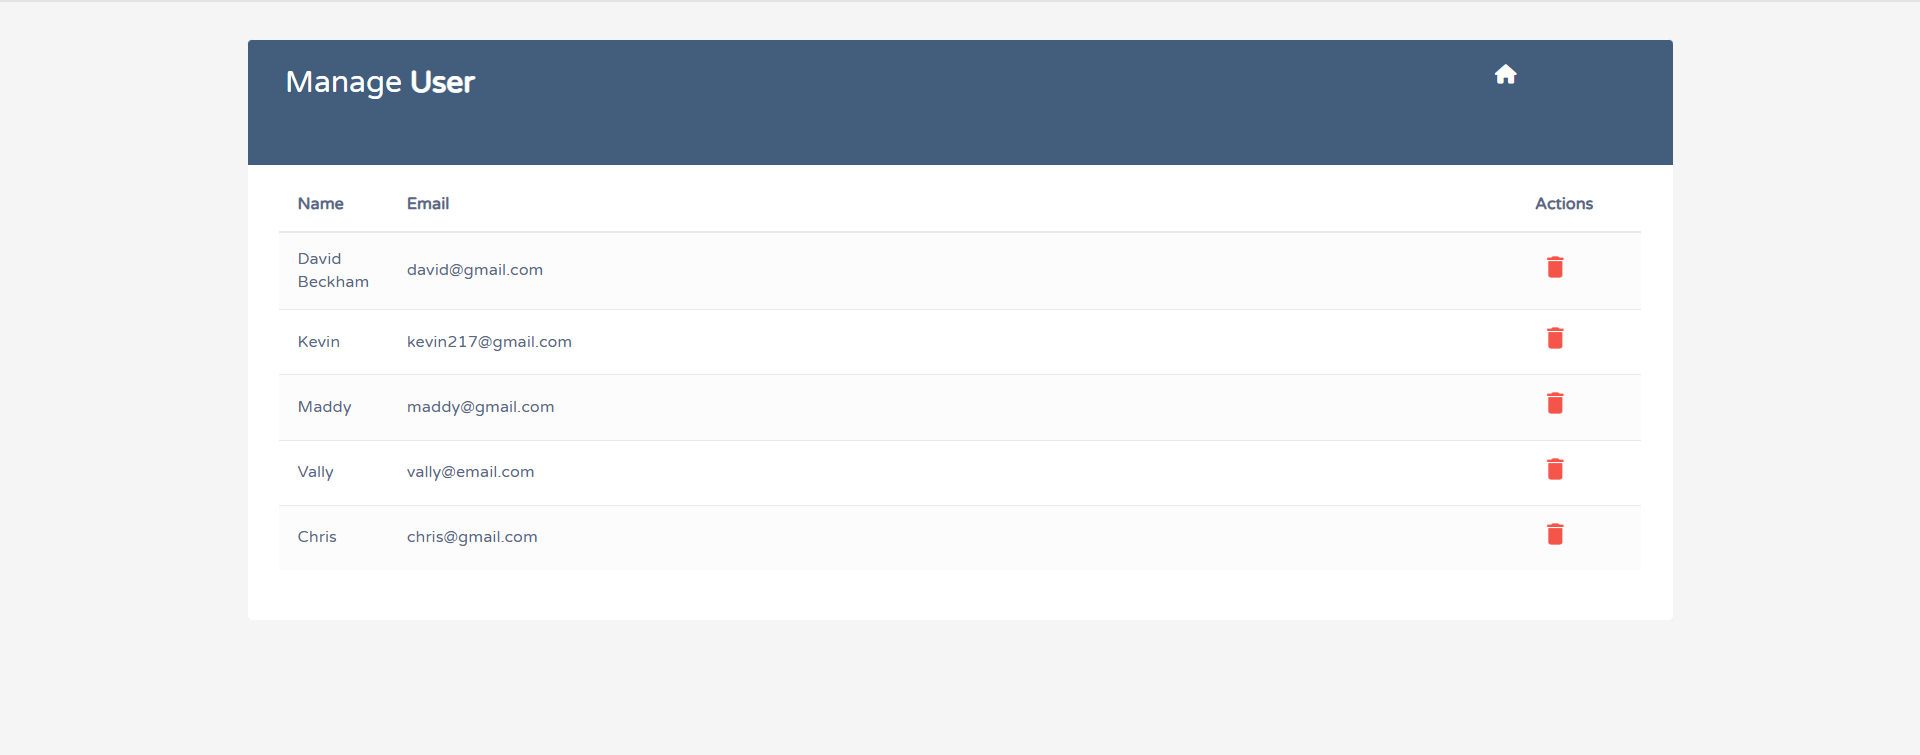 Manage User
Name Email Actions
David
Beckham
david@gmail.com
Kevin kevin217@gmail.com
Maddy maddy@gmail.com
Vally vally@email.com
Chris chris@gmail.com